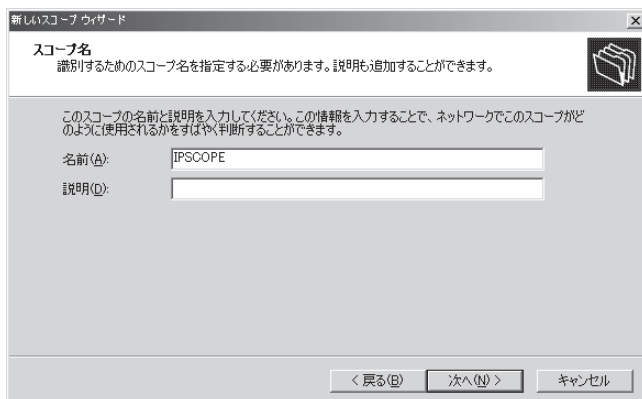 新しいスコープ ウィザード
スコープ名
識別するためのスコープ名を指定する必要があります。説明も追加することができます。
このスコープの名前と説明を入力してください。この情報を入力することで、ネットワークでこのスコープがど
のように使用されるかをすばやく判断することができます。
名前(A): IPSCOPE
説明(D):
< 戻る(B) 次へ(N) > キャンセル